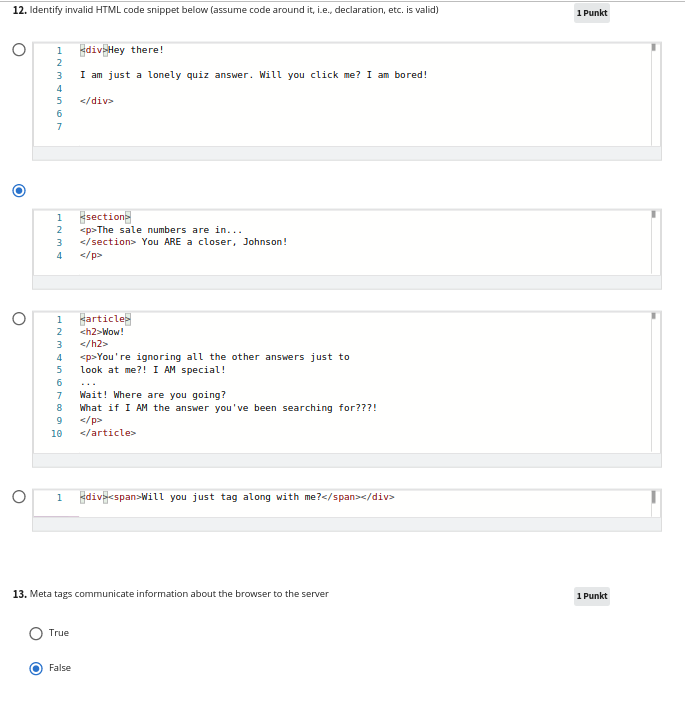 12. Identify invalid HTML code snippet below (assume code around it, i.e., declaration, etc. is valid)
1 Punkt
1 <div>Hey there!
2
3 I am just a lonely quiz answer. Will you click me? I am bored!
4
5 </div>
6
7
1 <section>
2 <p>The sale numbers are in...
3 </section> You ARE a closer, Johnson!
4 </p>
1 <article>
2 <h2>Wow!
3 </h2>
4 <p>You're ignoring all the other answers just to
5 look at me?! I AM special!
6 ...
7 Wait! Where are you going?
8 What if I AM the answer you've been searching for???!
9 </p>
10 </article>
1 <div><span>Will you just tag along with me?</span></div>
13. Meta tags communicate information about the browser to the server
1 Punkt
True
False